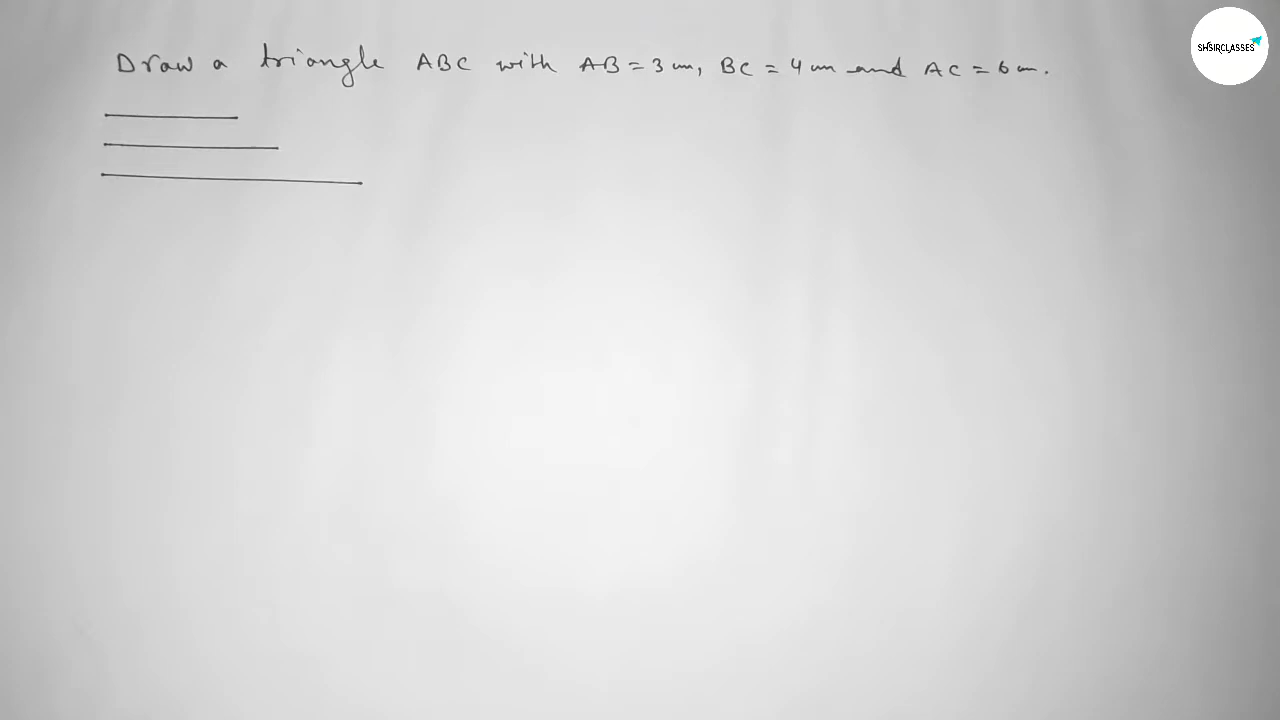 Draw a triangle ABC with AB = 3 cm, BC = 4 cm and AC = 6 cm.
SHSIRCLASSES